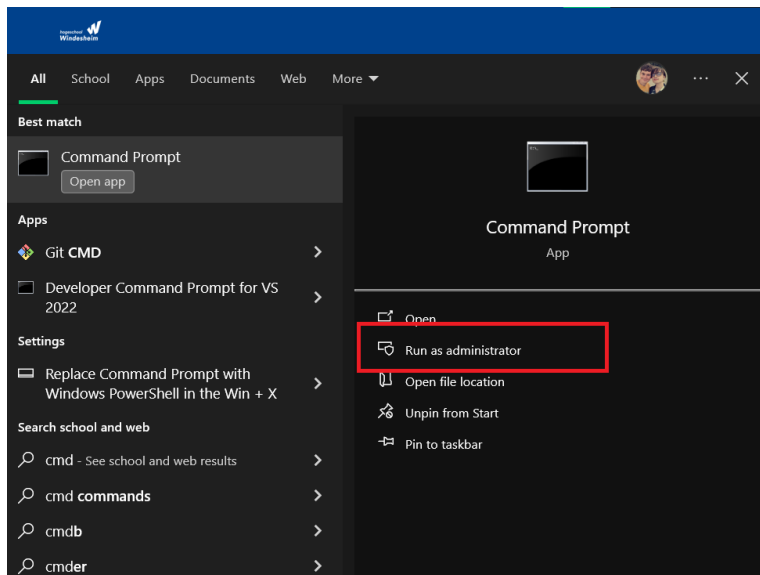 hogeschool
Windesheim
All School Apps Documents Web More
Best match
Command Prompt
Open app
Apps
Git CMD
Developer Command Prompt for VS
2022
Settings
Replace Command Prompt with
Windows PowerShell in the Win + X
Search school and web
cmd - See school and web results
cmd commands
cmdb
cmder
Command Prompt
App
Open
Run as administrator
Open file location
Unpin from Start
Pin to taskbar